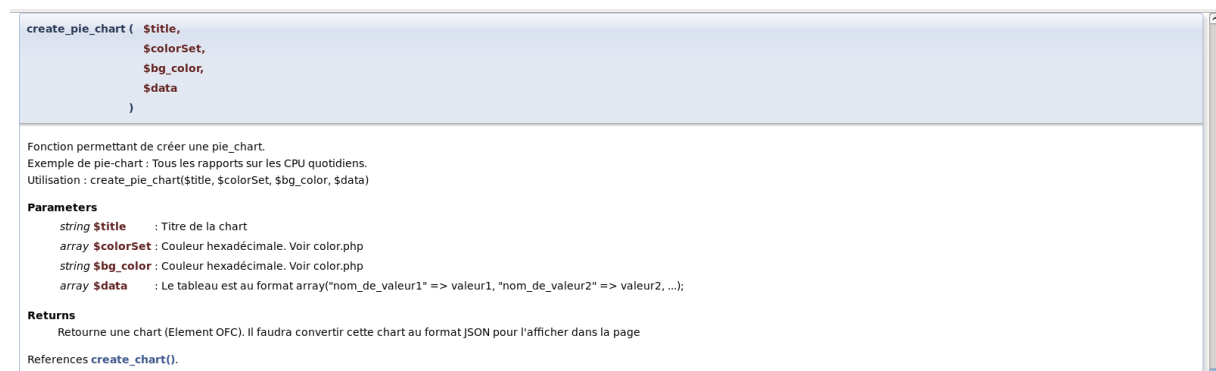 create_pie_chart ( $title,
$colorSet,
$bg_color,
$data
)
Fonction permettant de créer une pie_chart.
Exemple de pie-chart : Tous les rapports sur les CPU quotidiens.
Utilisation : create_pie_chart($title, $colorSet, $bg_color, $data)
Parameters
string $title : Titre de la chart
array $colorSet : Couleur hexadécimale. Voir color.php
string $bg_color : Couleur hexadécimale. Voir color.php
array $data : Le tableau est au format array("nom_de_valeur1" => valeur1, "nom_de_valeur2" => valeur2, ...);
Returns
Retourne une chart (Element OFC). Il faudra convertir cette chart au format JSON pour l'afficher dans la page
References create_chart().